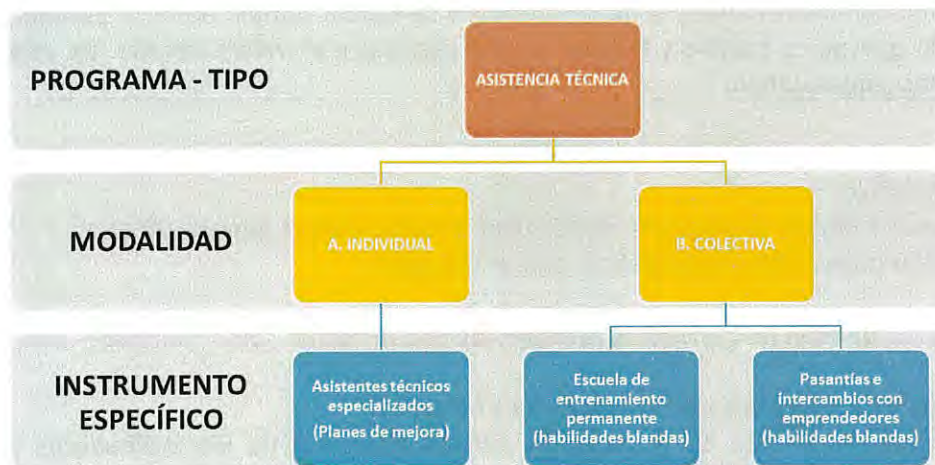 PROGRAMA - TIPO
ASISTENCIA TÉCNICA
MODALIDAD
A. INDIVIDUAL
B. COLECTIVA
INSTRUMENTO
ESPECÍFICO
Asistentes técnicos
especializados
(Planes de mejora)
Escuela de
entrenamiento
permanente
(habilidades blandas)
Pasantías e
intercambios con
emprendedores
(habilidades blandas)